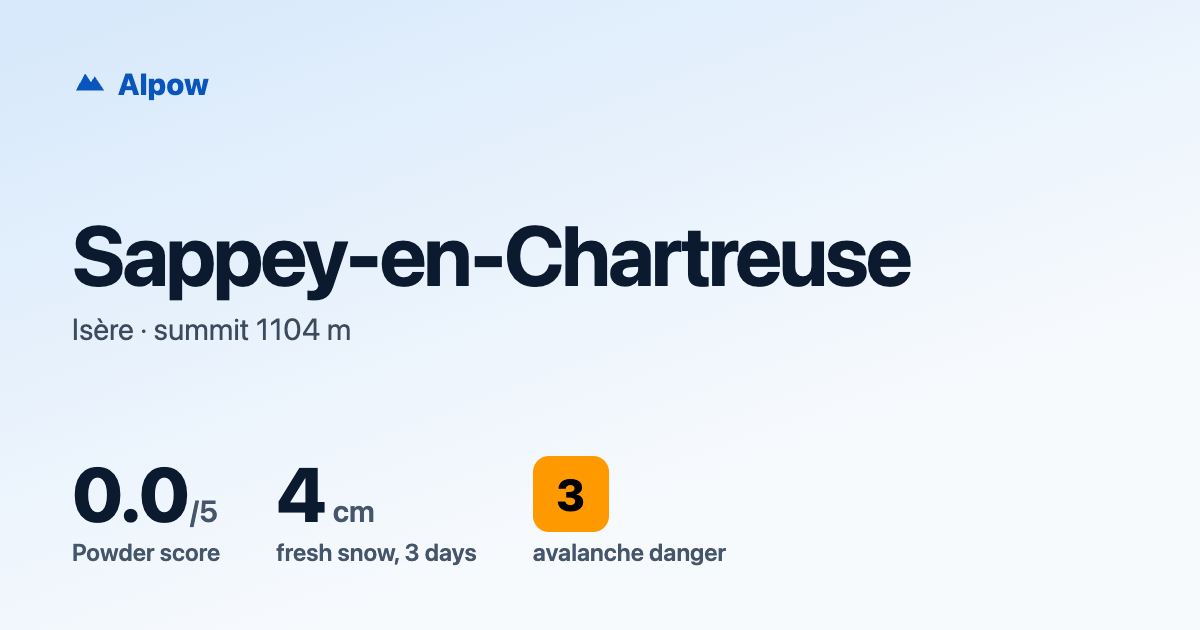 Alpow
Sappey-en-Chartreuse
Isère · summit 1104 m
0.0/5
Powder score
4 cm
fresh snow, 3 days
3
avalanche danger